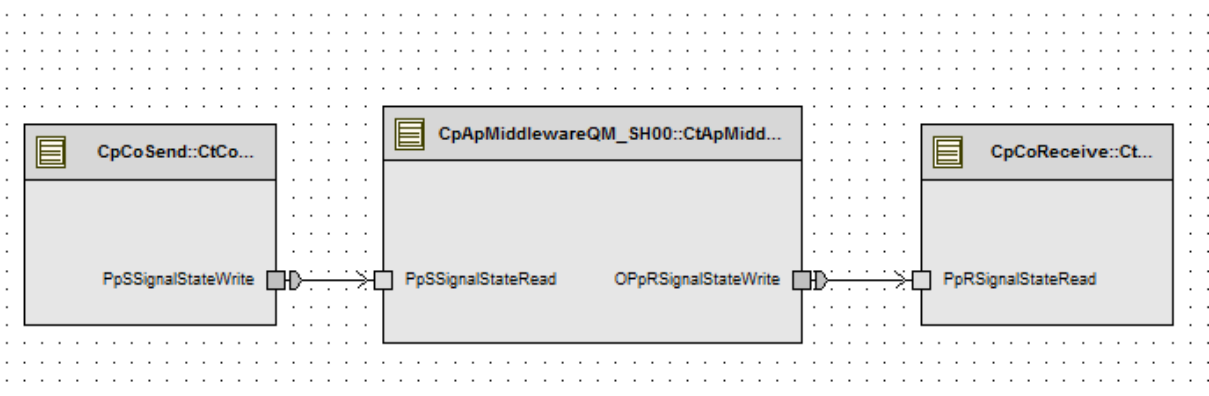 CpCoSend::CtCo...
CpApMiddlewareQM_SH00::CtApMidd...
CpCoReceive::Ct...
PpSSignalStateWrite
PpSSignalStateRead
OPpRSignalStateWrite
PpRSignalStateRead